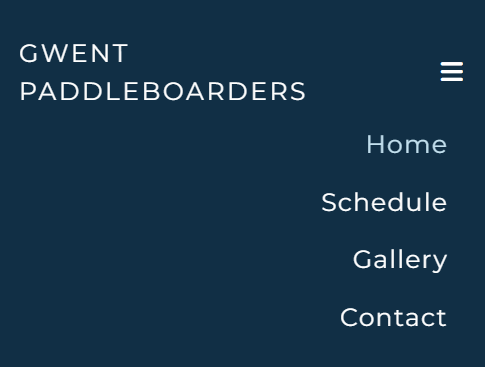 GWENT
PADDLEBOARDERS
Home
Schedule
Gallery
Contact